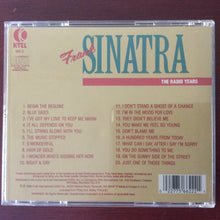 K-TEL
Frank
SINATRA
THE RADIO YEARS
1. BEGIN THE BEGUINE
2. BLUE SKIES
3. I'VE GOT MY LOVE TO KEEP ME WARM
4. IT ALL DEPENDS ON YOU
5. I'LL STRING ALONG WITH YOU
6. THE MUSIC STOPPED
7. S'WONDERFUL
8. HAIR OF GOLD
9. I WONDER WHO'S KISSING HER NOW
10. NIGHT & DAY
11. I DON'T STAND A GHOST OF A CHANCE
12. I'M IN THE MOOD FOR LOVE
13. THEY DIDN'T BELIEVE ME
14. YOU MAKE ME FEEL SO YOUNG
15. DON'T BLAME ME
16. A HUNDRED YEARS FROM TODAY
17. WHAT CAN I SAY, AFTER I SAY I'M SORRY
18. YOU DO SOMETHING TO ME
19. ON THE SUNNY SIDE OF THE STREET
20. JUST ONE OF THOSE THINGS